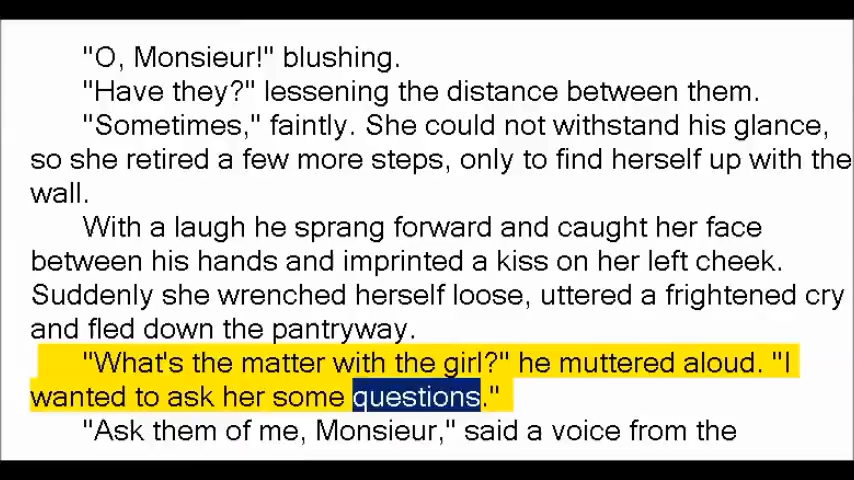 "O, Monsieur!" blushing.
"Have they?" lessening the distance between them.
"Sometimes," faintly. She could not withstand his glance,
so she retired a few more steps, only to find herself up with the
wall.
With a laugh he sprang forward and caught her face
between his hands and imprinted a kiss on her left cheek.
Suddenly she wrenched herself loose, uttered a frightened cry
and fled down the pantryway.
"What's the matter with the girl?" he muttered aloud. "I
wanted to ask her some questions."
"Ask them of me, Monsieur," said a voice from the